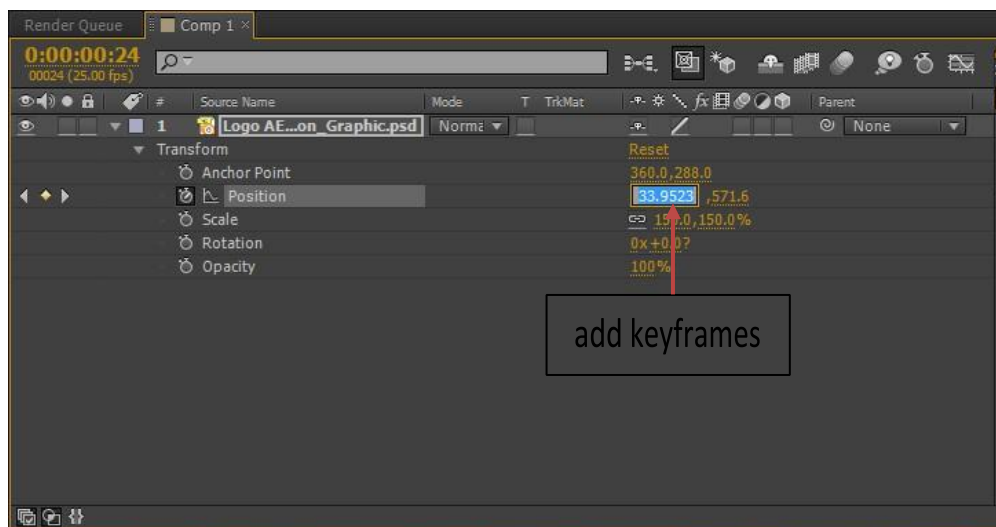 Render Queue Comp 1 ×
0:00:00:24
00024 (25.00 fps)
# Source Name Mode T TrkMat fx Parent
1 Logo AE...on_Graphic.psd Norma None
Transform Reset
Anchor Point 360.0,288.0
Position 33.9523 ,571.6
Scale ,150.0%
Rotation 0x
Opacity 100%
add keyframes